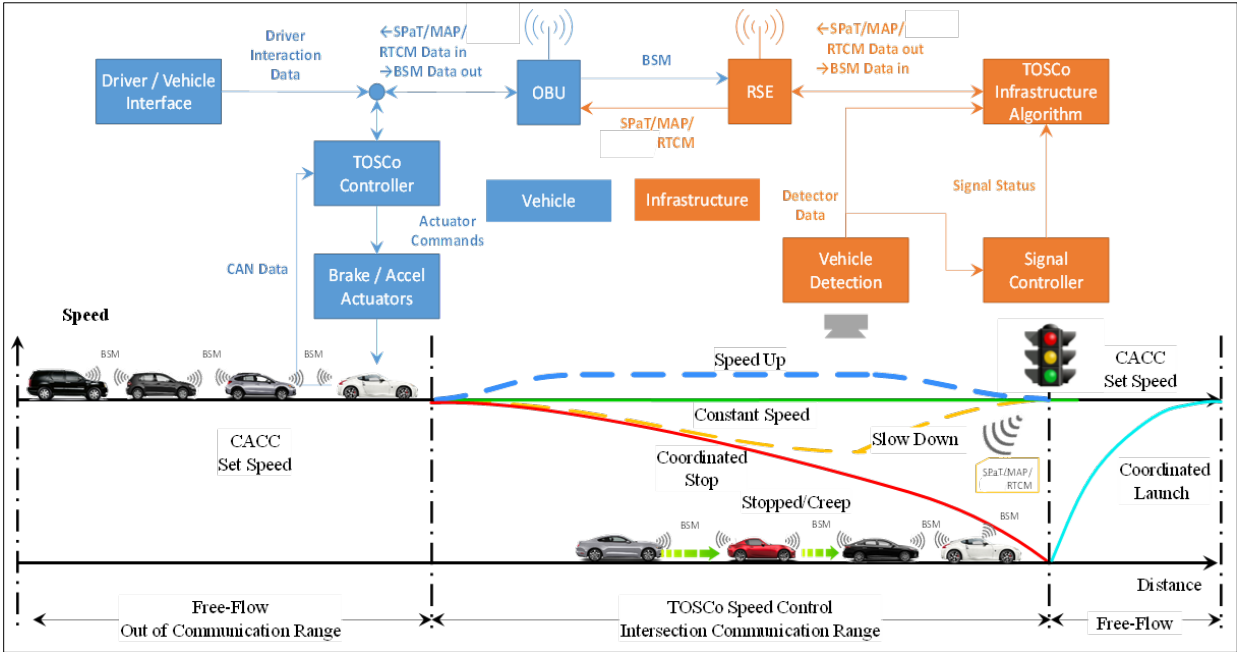 Driver
Interaction
Data
←SPaT/MAP/
RTCM Data in
→BSM Data out
←SPaT/MAP/
RTCM Data out
→BSM Data in
Driver / Vehicle
Interface
OBU
BSM
RSE
TOSCo
Infrastructure
Algorithm
SPaT/MAP/
RTCM
TOSCo
Controller
Vehicle
Infrastructure
Detector
Data
Signal Status
Actuator
Commands
CAN Data
Brake / Accel
Actuators
Vehicle
Detection
Signal
Controller
Speed
BSM
BSM
BSM
Speed Up
CACC
Set Speed
Constant Speed
CACC
Set Speed
Slow Down
Coordinated
Stop
SPaT/MAP/
RTCM
Coordinated
Launch
Stopped/Creep
BSM
BSM
BSM
BSM
Distance
Free-Flow
Out of Communication Range
TOSCo Speed Control
Intersection Communication Range
Free-Flow